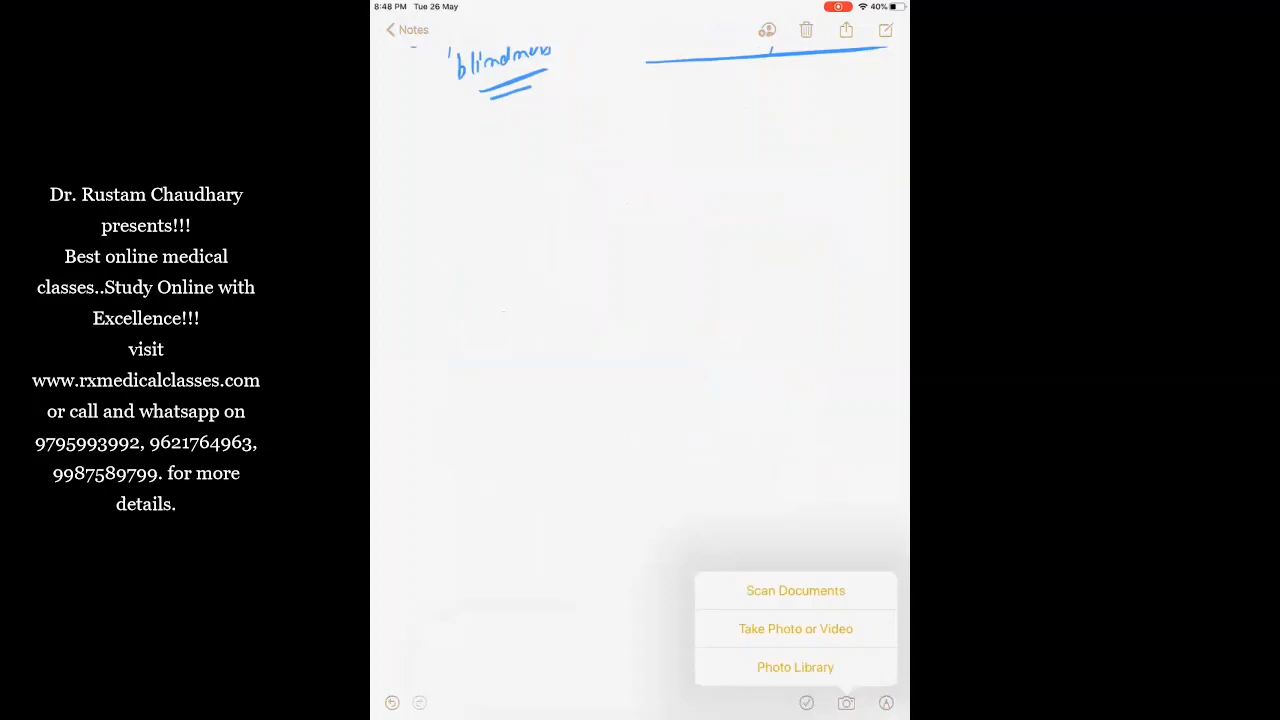 8:48 PM Tue 26 May
40%
Notes
blindness
Dr. Rustam Chaudhary
presents!!!
Best online medical
classes..Study Online with
Excellence!!!
visit
www.rxmedicalclasses.com
or call and whatsapp on
9795993992, 9621764963,
9987589799. for more
details.
Scan Documents
Take Photo or Video
Photo Library